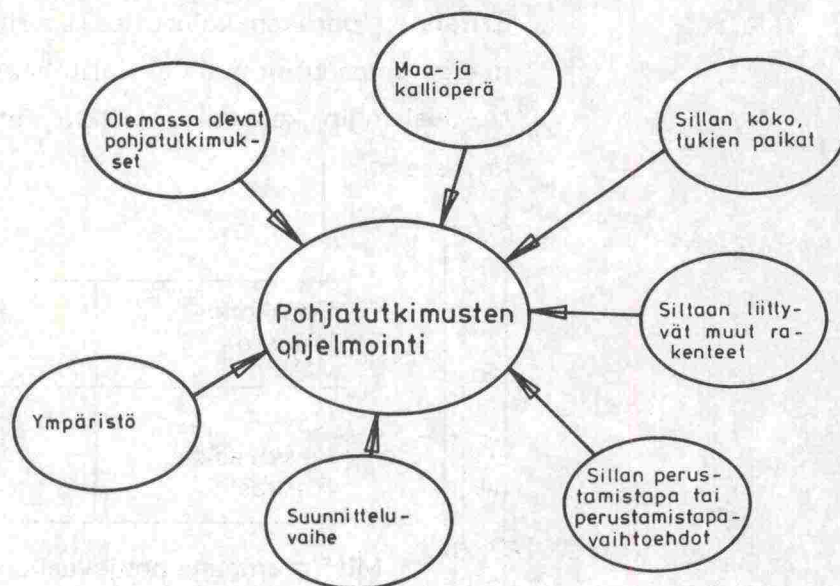 Maa- ja
kallioperä
Olemassa olevat
pohjatutkimuk-
set
Sillan koko,
tukien paikat
Pohjatutkimusten
ohjelmointi
Siltaan liitty-
vät muut ra-
kenteet
Ympäristö
Suunnittelu-
vaihe
Sillan perus-
tamistapa tai
perustamistapa-
vaihtoehdot